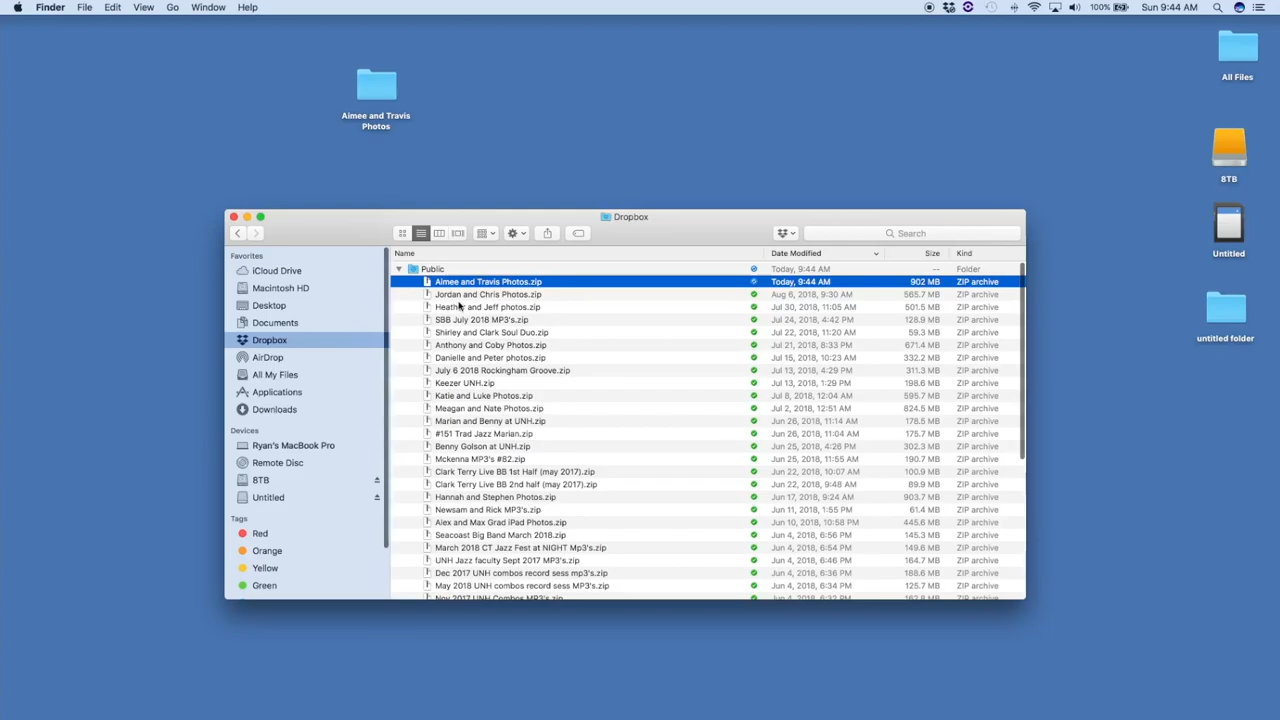 Finder File Edit View Go Window Help 100% Sun 9:44 AM
All Files
Aimee and Travis
Photos
8TB
Untitled
untitled folder
Dropbox
Search
Favorites
iCloud Drive
Macintosh HD
Desktop
Documents
Dropbox
AirDrop
All My Files
Applications
Downloads
Devices
Ryan's MacBook Pro
Remote Disc
8TB
Untitled
Tags
Red
Orange
Yellow
Green
Name Date Modified Size Kind
Public Today, 9:44 AM -- Folder
Aimee and Travis Photos.zip Today, 9:44 AM 902 MB ZIP archive
Jordan and Chris Photos.zip Aug 6, 2018, 9:30 AM 565.7 MB ZIP archive
Heather and Jeff photos.zip Jul 30, 2018, 11:05 AM 501.5 MB ZIP archive
SBB July 2018 MP3's.zip Jul 24, 2018, 4:42 PM 128.9 MB ZIP archive
Shirley and Clark Soul Duo.zip Jul 22, 2018, 11:20 AM 59.3 MB ZIP archive
Anthony and Coby Photos.zip Jul 21, 2018, 8:33 PM 671.4 MB ZIP archive
Danielle and Peter photos.zip Jul 15, 2018, 10:23 AM 332.2 MB ZIP archive
July 6 2018 Rockingham Groove.zip Jul 13, 2018, 4:29 PM 311.3 MB ZIP archive
Keezer UNH.zip Jul 13, 2018, 1:29 PM 198.6 MB ZIP archive
Katie and Luke Photos.zip Jul 8, 2018, 12:04 AM 595.7 MB ZIP archive
Meagan and Nate Photos.zip Jul 2, 2018, 12:51 AM 824.5 MB ZIP archive
Marian and Benny at UNH.zip Jun 26, 2018, 11:14 AM 178.5 MB ZIP archive
#151 Trad Jazz Marian.zip Jun 26, 2018, 11:04 AM 175.7 MB ZIP archive
Benny Golson at UNH.zip Jun 25, 2018, 4:26 PM 302.3 MB ZIP archive
Mckenna MP3's #82.zip Jun 25, 2018, 11:55 AM 190.7 MB ZIP archive
Clark Terry Live BB 1st Half (may 2017).zip Jun 22, 2018, 10:07 AM 100.9 MB ZIP archive
Clark Terry Live BB 2nd half (may 2017).zip Jun 22, 2018, 9:48 AM 89.9 MB ZIP archive
Hannah and Stephen Photos.zip Jun 17, 2018, 9:24 AM 903.7 MB ZIP archive
Newsam and Rick MP3's.zip Jun 11, 2018, 1:55 PM 61.4 MB ZIP archive
Alex and Max Grad iPad Photos.zip Jun 10, 2018, 10:58 PM 445.6 MB ZIP archive
Seacoast Big Band March 2018.zip Jun 4, 2018, 6:56 PM 145.3 MB ZIP archive
March 2018 CT Jazz Fest at NIGHT Mp3's.zip Jun 4, 2018, 6:54 PM 149.6 MB ZIP archive
UNH Jazz faculty Sept 2017 MP3's.zip Jun 4, 2018, 6:46 PM 164.7 MB ZIP archive
Dec 2017 UNH combos record sess mp3's.zip Jun 4, 2018, 6:36 PM 188.6 MB ZIP archive
May 2018 UNH combos record sess MP3's.zip Jun 4, 2018, 6:34 PM 125.7 MB ZIP archive
Nov 2017 UNH Combos MP3's.zip Jun 4, 2018, 6:32 PM 162.8 MB ZIP archive